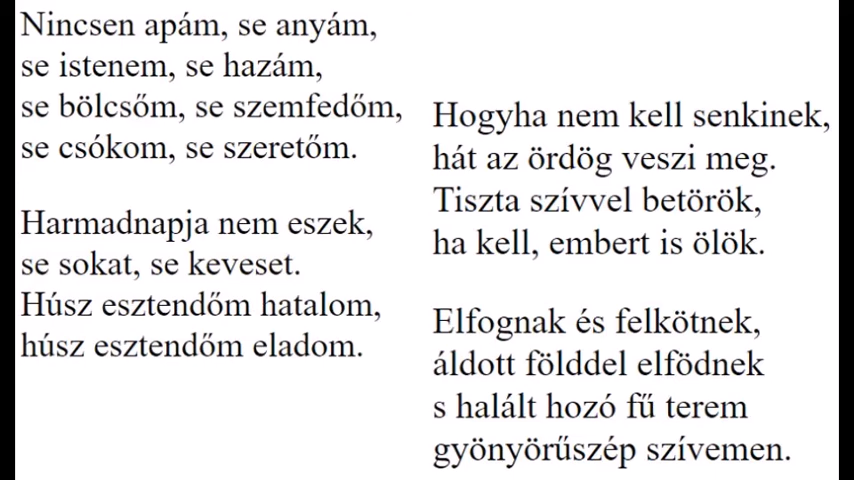 Nincsen apám, se anyám,
se istenem, se hazám,
se bölcsőm, se szemfedőm,
se csókom, se szeretőm.
Harmadnapja nem eszek,
se sokat, se keveset.
Húsz esztendőm hatalom,
húsz esztendőm eladom.
Hogyha nem kell senkinek,
hát az ördög veszi meg.
Tiszta szívvel betörök,
ha kell, embert is ölök.
Elfognak és felkötnek,
áldott földdel elfödnek
s halált hozó fű terem
gyönyörűszép szívemen.